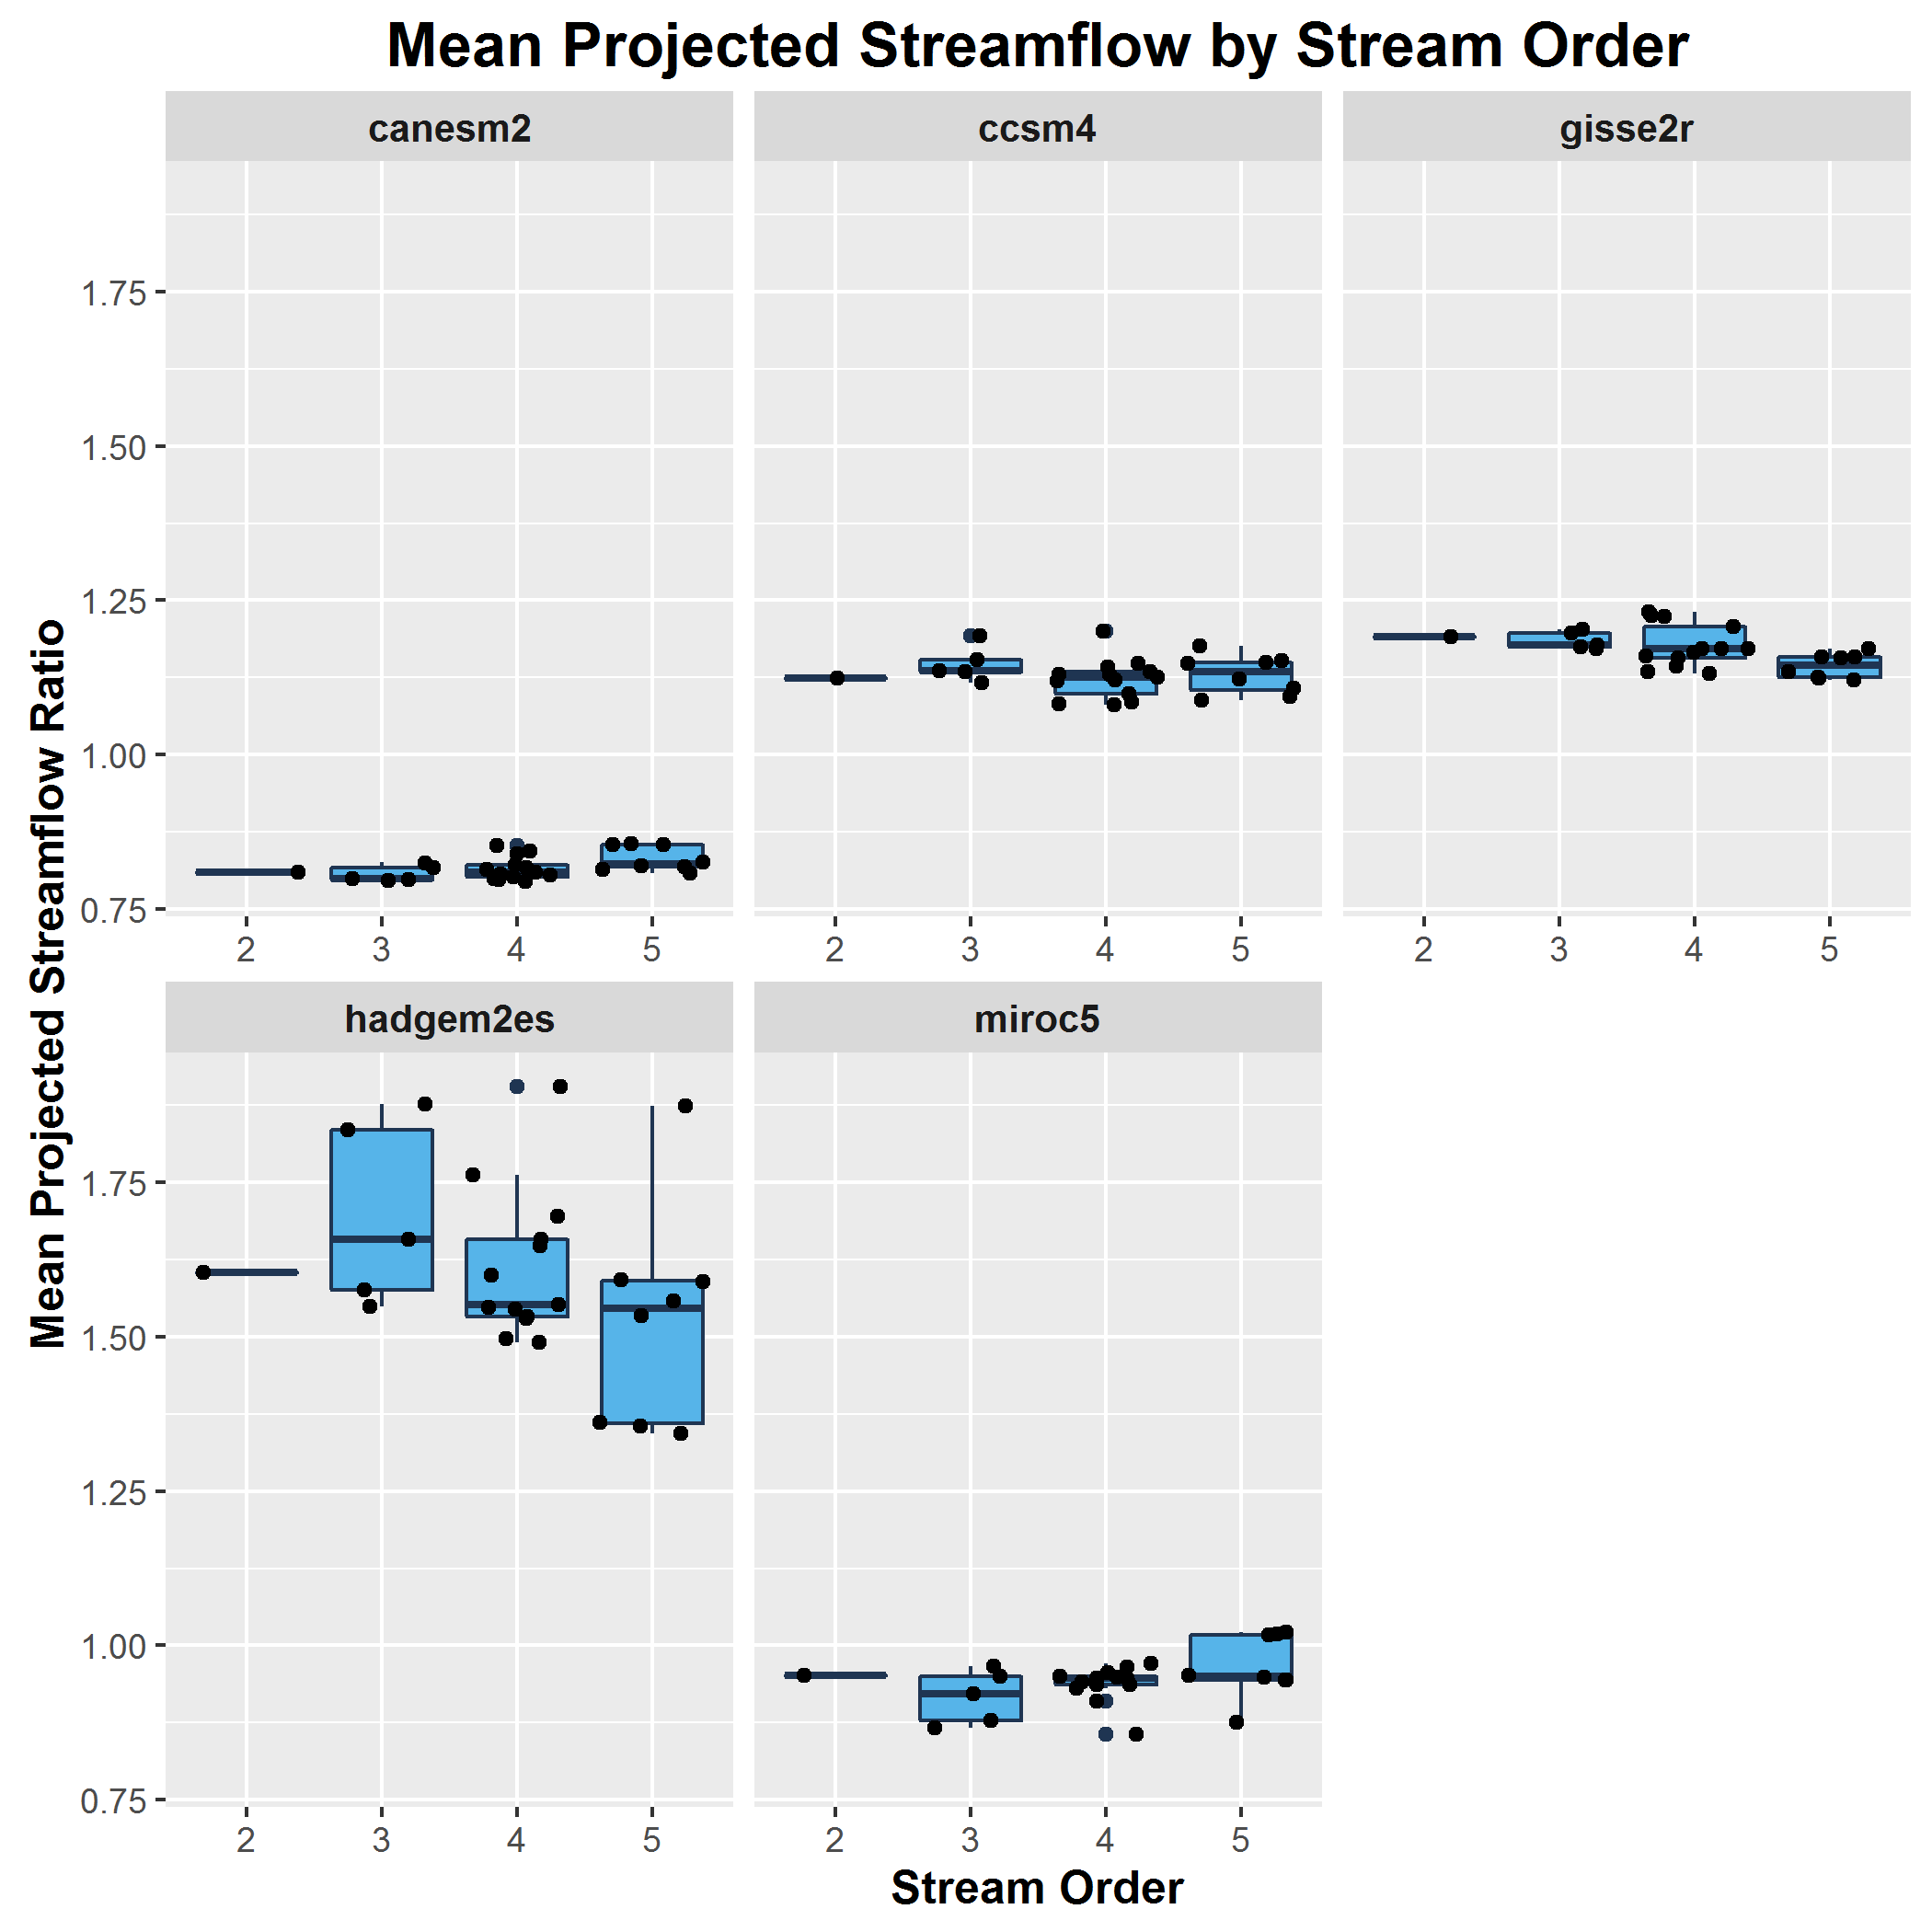 Mean Projected Streamflow by Stream Order
canesm2 ccsm4 gisse2r
Mean Projected Streamflow Ratio
1.75
1.50
1.25
1.00
0.75
2 3 4 5 2 3 4 5 2 3 4 5
hadgem2es miroc5
1.75
1.50
1.25
1.00
0.75
2 3 4 5 2 3 4 5
Stream Order